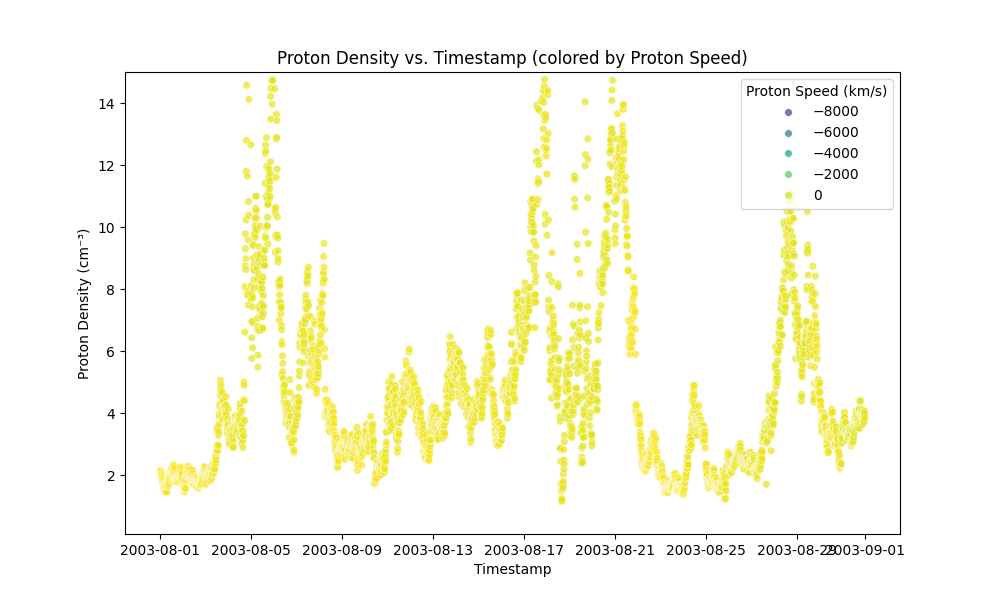 Proton Density vs. Timestamp (colored by Proton Speed)
Proton Density (cm⁻³)
14
12
10
8
6
4
2
Proton Speed (km/s)
−8000
−6000
−4000
−2000
0
2003-08-01 2003-08-05 2003-08-09 2003-08-13 2003-08-17 2003-08-21 2003-08-25 2003-08-29 2003-09-01
Timestamp